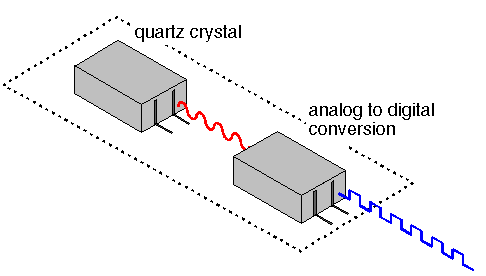 quartz crystal
analog to digital
conversion